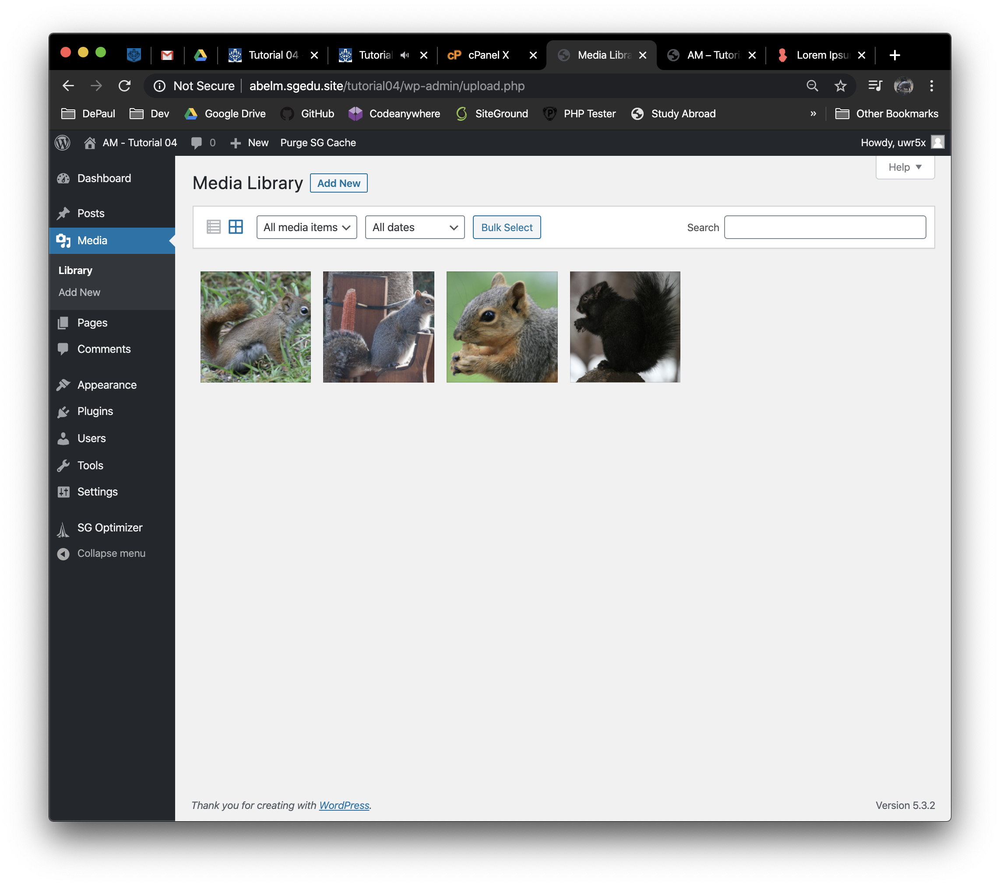 Tutorial 04
Tutorial
cP cPanel X
Media Libra
AM – Tutori
Lorem Ipsu
Not Secure abelm.sgedu.site/tutorial04/wp-admin/upload.php
DePaul Dev Google Drive GitHub Codeanywhere SiteGround PHP Tester Study Abroad » Other Bookmarks
AM - Tutorial 04 0 New Purge SG Cache Howdy, uwr5x
Dashboard
Posts
Media
Library
Add New
Pages
Comments
Appearance
Plugins
Users
Tools
Settings
SG Optimizer
Collapse menu
Help
Media Library Add New
All media items All dates Bulk Select Search
Thank you for creating with WordPress.
Version 5.3.2